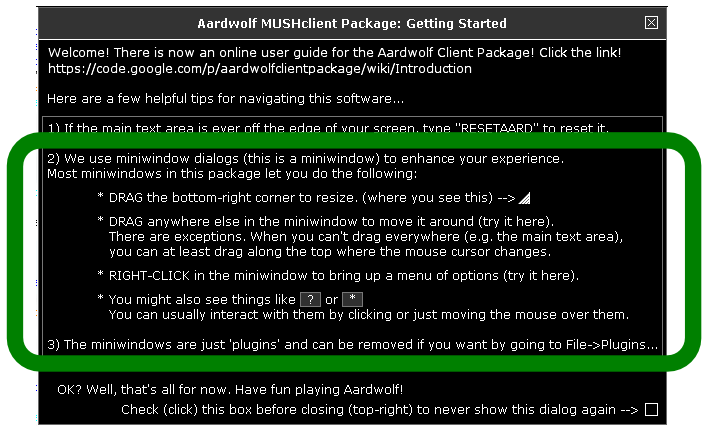 Aardwolf MUSHclient Package: Getting Started
Welcome! There is now an online user guide for the Aardwolf Client Package! Click the link!
https://code.google.com/p/aardwolfclientpackage/wiki/Introduction
Here are a few helpful tips for navigating this software...
1) If the main text area is ever off the edge of your screen, type "RESETAARD" to reset it.
2) We use miniwindow dialogs (this is a miniwindow) to enhance your experience.
Most miniwindows in this package let you do the following:
* DRAG the bottom-right corner to resize. (where you see this) -->
* DRAG anywhere else in the miniwindow to move it around (try it here).
There are exceptions. When you can't drag everywhere (e.g. the main text area),
you can at least drag along the top where the mouse cursor changes.
* RIGHT-CLICK in the miniwindow to bring up a menu of options (try it here).
* You might also see things like ? or *
You can usually interact with them by clicking or just moving the mouse over them.
3) The miniwindows are just 'plugins' and can be removed if you want by going to File->Plugins...
OK? Well, that's all for now. Have fun playing Aardwolf!
Check (click) this box before closing (top-right) to never show this dialog again -->